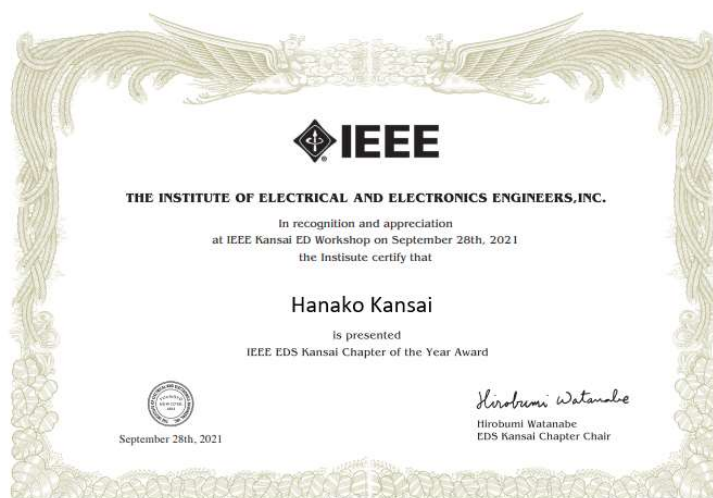 IEEE
THE INSTITUTE OF ELECTRICAL AND ELECTRONICS ENGINEERS,INC.
In recognition and appreciation
at IEEE Kansai ED Workshop on September 28th, 2021
the Instisute certify that
Hanako Kansai
is presented
IEEE EDS Kansai Chapter of the Year Award
Hirobumi Watanabe
Hirobumi Watanabe
EDS Kansai Chapter Chair
September 28th, 2021